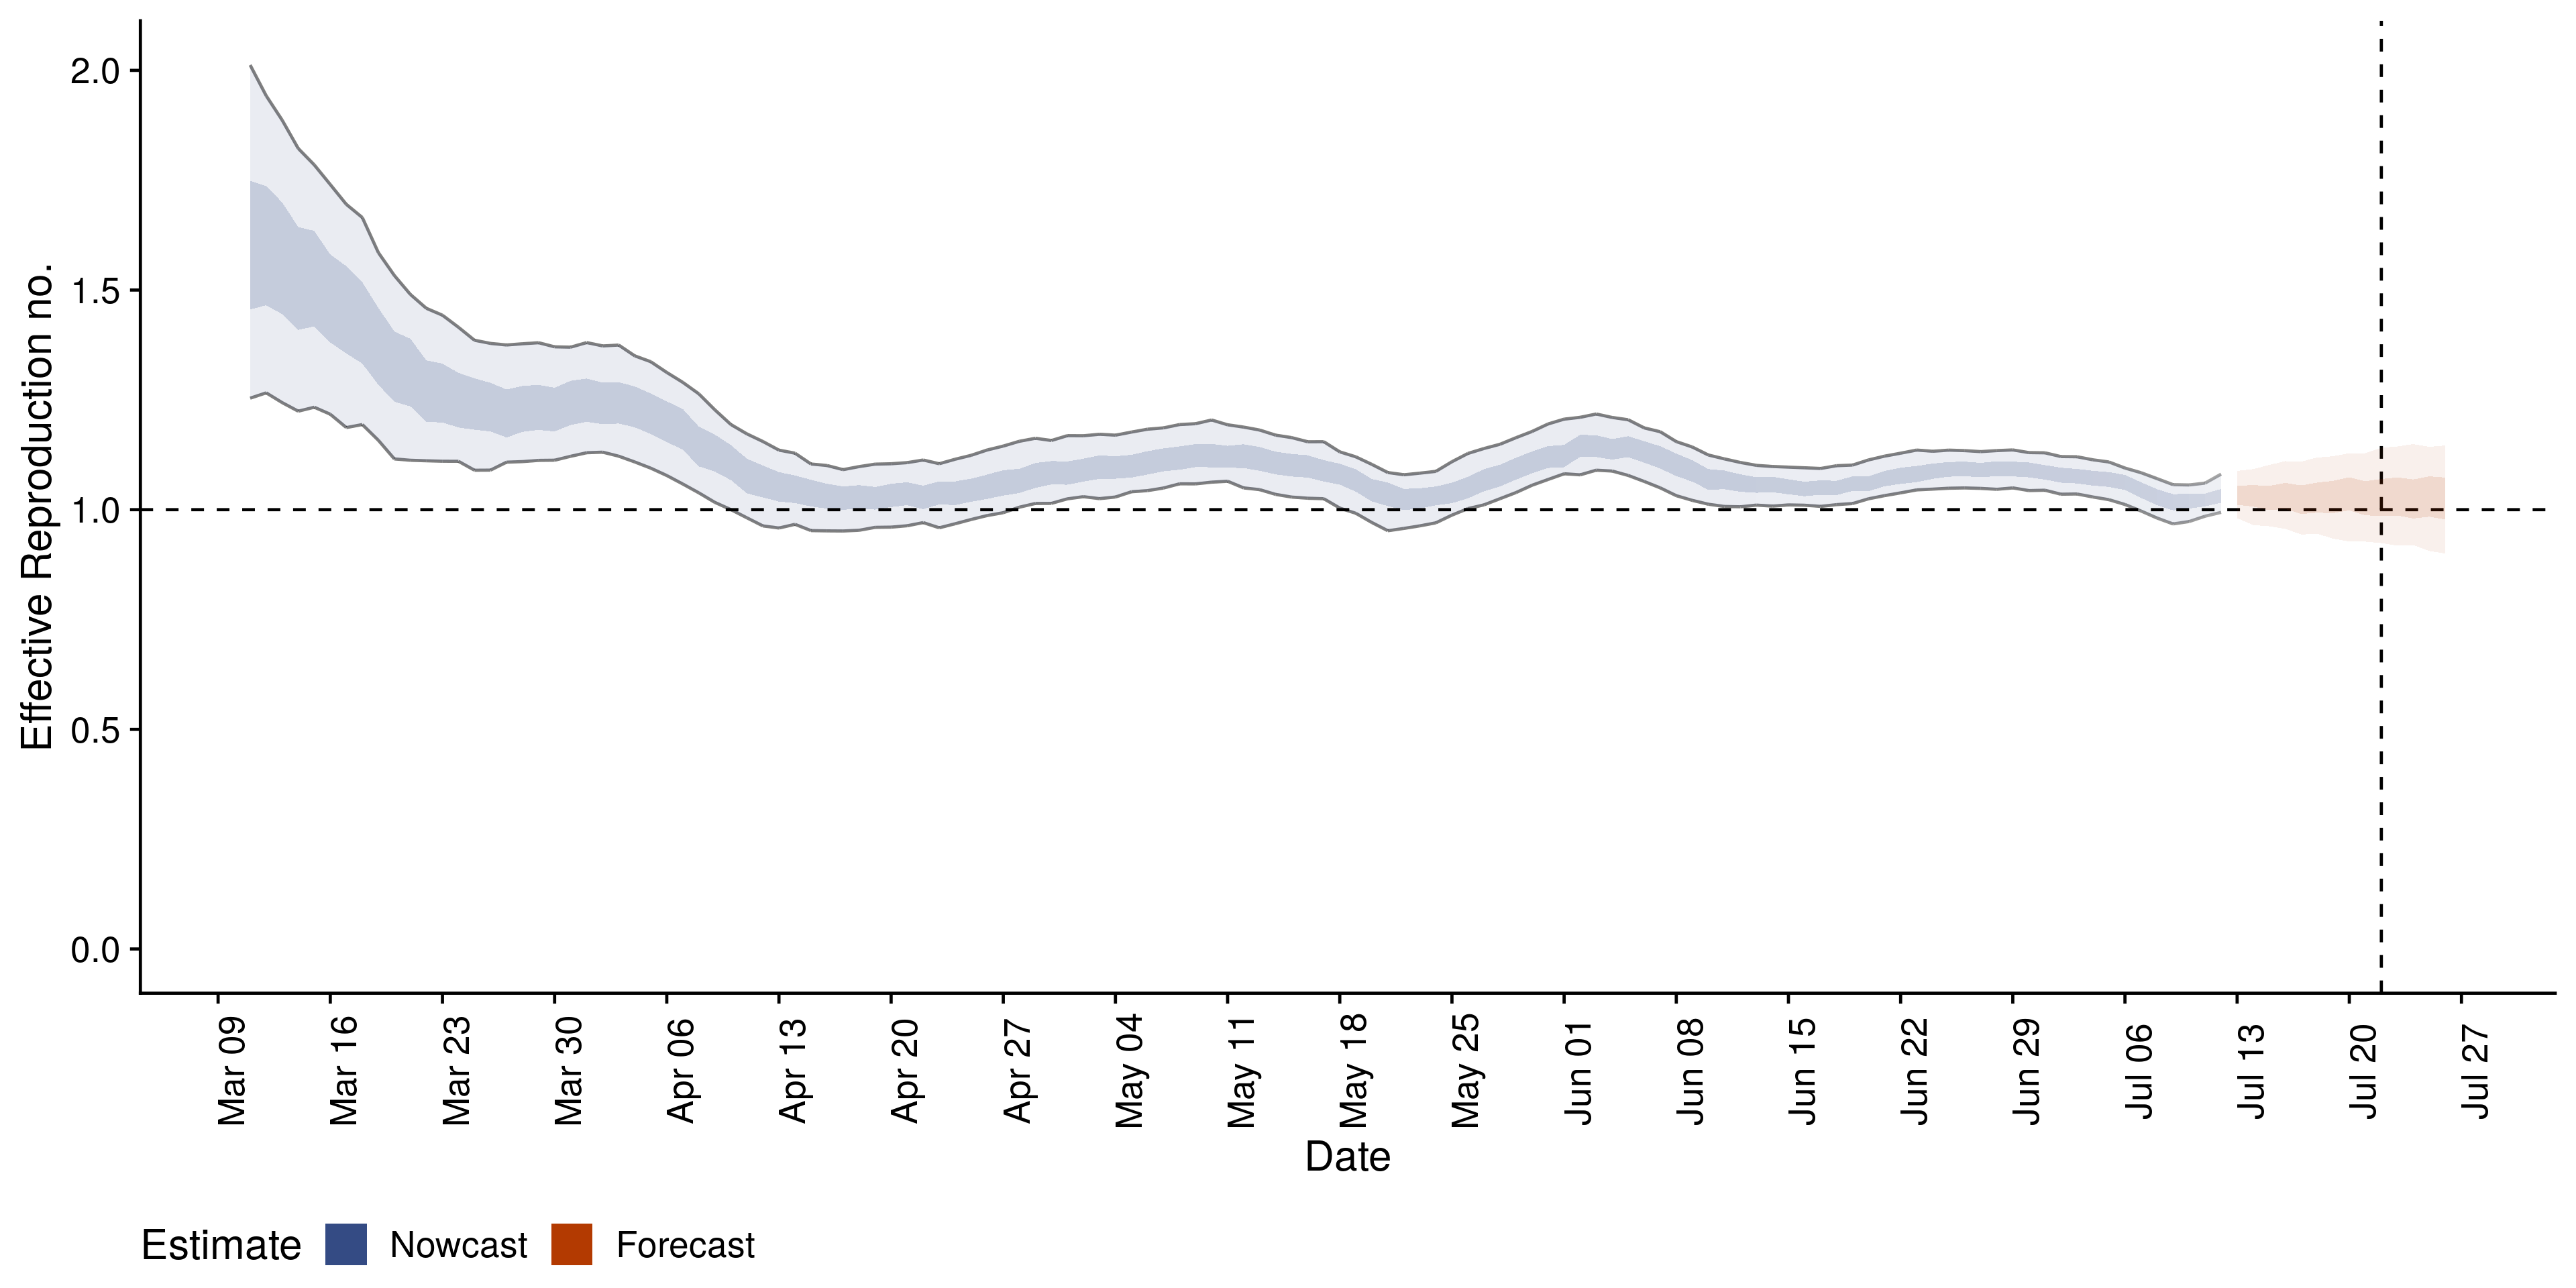 Effective Reproduction no.
2.0
1.5
1.0
0.5
0.0
Mar 09
Mar 16
Mar 23
Mar 30
Apr 06
Apr 13
Apr 20
Apr 27
May 04
May 11
May 18
May 25
Jun 01
Jun 08
Jun 15
Jun 22
Jun 29
Jul 06
Jul 13
Jul 20
Jul 27
Date
Estimate Nowcast Forecast